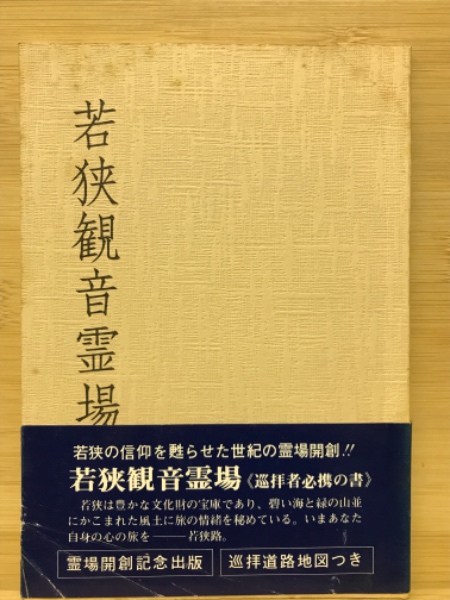 若狭観音霊場
若狭の信仰を甦らせた世紀の霊場開創!!
若狭観音霊場《巡拝者必携の書》
若狭は豊かな文化財の宝庫であり、碧い海と緑の山並
にかこまれた風土に旅の情緒を秘めている。いまあなた
自身の心の旅を――若狭路。
霊場開創記念出版
巡拝道路地図つき